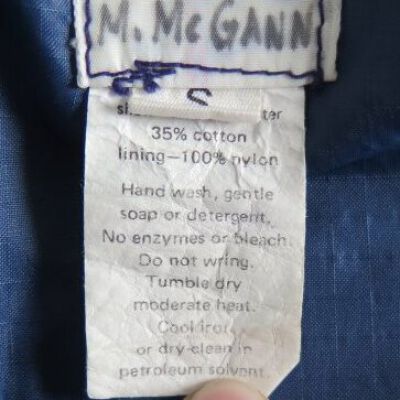 M. McGANN
S
35% cotton
lining—100% nylon
Hand wash, gentle
soap or detergent.
No enzymes or bleach.
Do not wring.
Tumble dry
moderate heat.
Cool iron,
or dry-clean in
petroleum solvent.